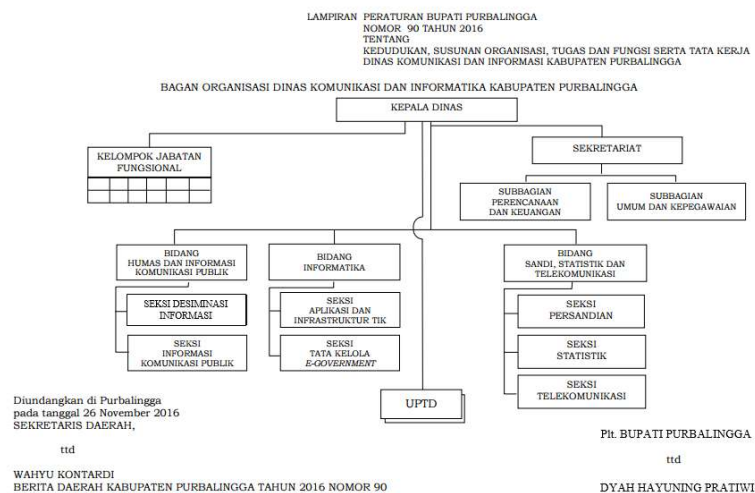 LAMPIRAN PERATURAN BUPATI PURBALINGGA
NOMOR 90 TAHUN 2016
TENTANG
KEDUDUKAN, SUSUNAN ORGANISASI, TUGAS DAN FUNGSI SERTA TATA KERJA
DINAS KOMUNIKASI DAN INFORMASI KABUPATEN PURBALINGGA
BAGAN ORGANISASI DINAS KOMUNIKASI DAN INFORMATIKA KABUPATEN PURBALINGGA
KEPALA DINAS
KELOMPOK JABATAN
FUNGSIONAL
SEKRETARIAT
SUBBAGIAN
PERENCANAAN
DAN KEUANGAN
SUBBAGIAN
UMUM DAN KEPEGAWAIAN
BIDANG
HUMAS DAN INFORMASI
KOMUNIKASI PUBLIK
SEKSI DESIMINASI
INFORMASI
SEKSI
INFORMASI
KOMUNIKASI PUBLIK
BIDANG
INFORMATIKA
SEKSI
APLIKASI DAN
INFRASTRUKTUR TIK
SEKSI
TATA KELOLA
E-GOVERNMENT
BIDANG
SANDI, STATISTIK DAN
TELEKOMUNIKASI
SEKSI
PERSANDIAN
SEKSI
STATISTIK
SEKSI
TELEKOMUNIKASI
UPTD
Diundangkan di Purbalingga
pada tanggal 26 November 2016
SEKRETARIS DAERAH,
ttd
WAHYU KONTARDI
BERITA DAERAH KABUPATEN PURBALINGGA TAHUN 2016 NOMOR 90
Plt. BUPATI PURBALINGGA
ttd
DYAH HAYUNING PRATIWI